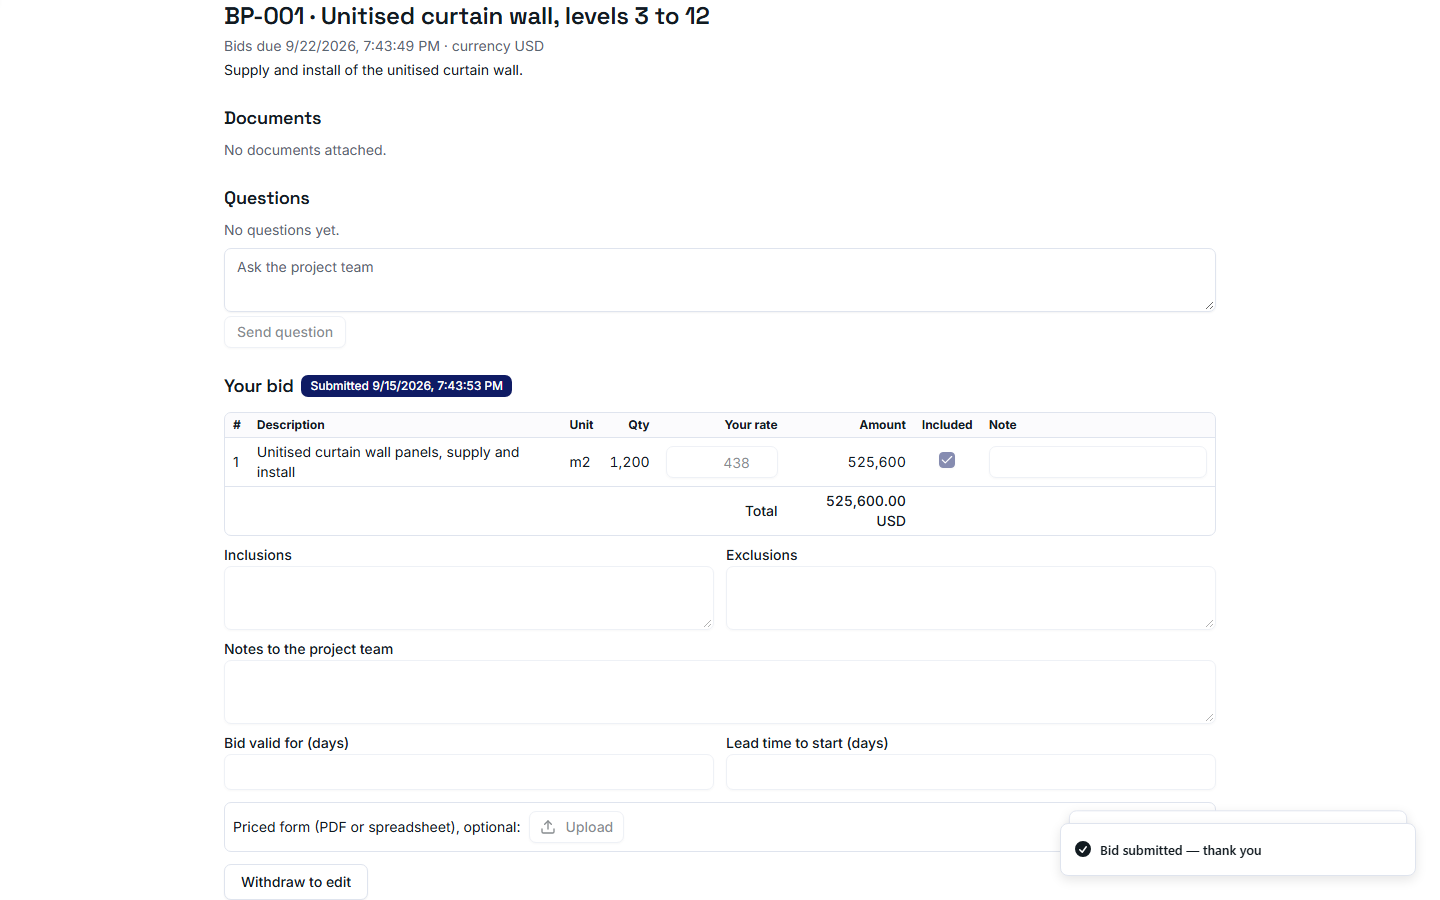 BP-001 · Unitised curtain wall, levels 3 to 12
Bids due 9/22/2026, 7:43:49 PM · currency USD
Supply and install of the unitised curtain wall.
Documents
No documents attached.
Questions
No questions yet.
Ask the project team
Send question
Your bid Submitted 9/15/2026, 7:43:53 PM
# Description Unit Qty Your rate Amount Included Note
1 Unitised curtain wall panels, supply and install m2 1,200 438 525,600
Total 525,600.00 USD
Inclusions Exclusions
Notes to the project team
Bid valid for (days) Lead time to start (days)
Priced form (PDF or spreadsheet), optional: Upload
Bid submitted — thank you
Withdraw to edit